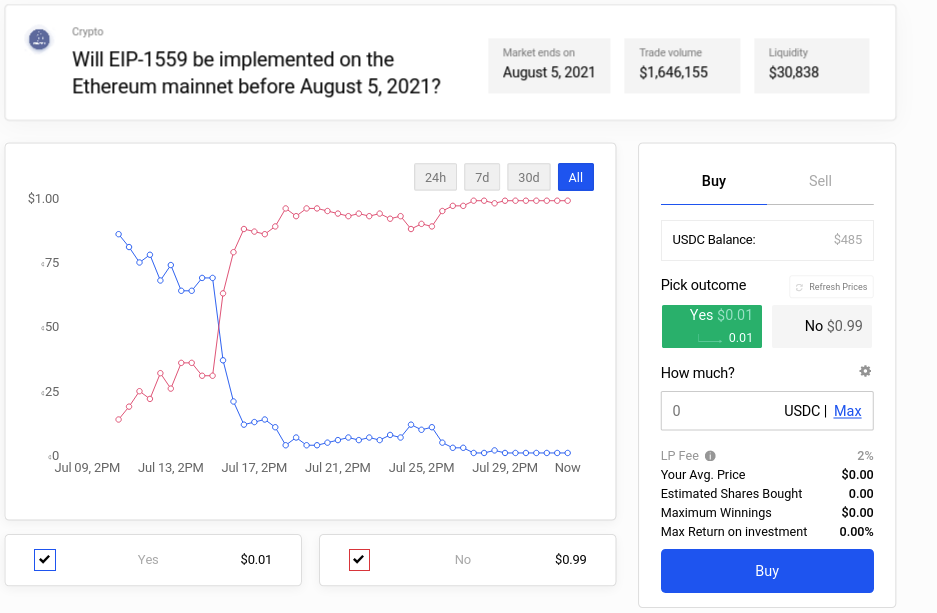 Crypto
Will EIP-1559 be implemented on the
Ethereum mainnet before August 5, 2021?
Market ends on
August 5, 2021
Trade volume
$1,646,155
Liquidity
$30,838
24h
7d
30d
All
$1.00
¢75
¢50
¢25
¢0
Jul 09, 2PM
Jul 13, 2PM
Jul 17, 2PM
Jul 21, 2PM
Jul 25, 2PM
Jul 29, 2PM
Now
Yes
$0.01
No
$0.99
Buy
Sell
USDC Balance:
$485
Pick outcome
Refresh Prices
Yes $0.01
0.01
No $0.99
How much?
0
USDC | Max
LP Fee
2%
Your Avg. Price
$0.00
Estimated Shares Bought
0.00
Maximum Winnings
$0.00
Max Return on investment
0.00%
Buy